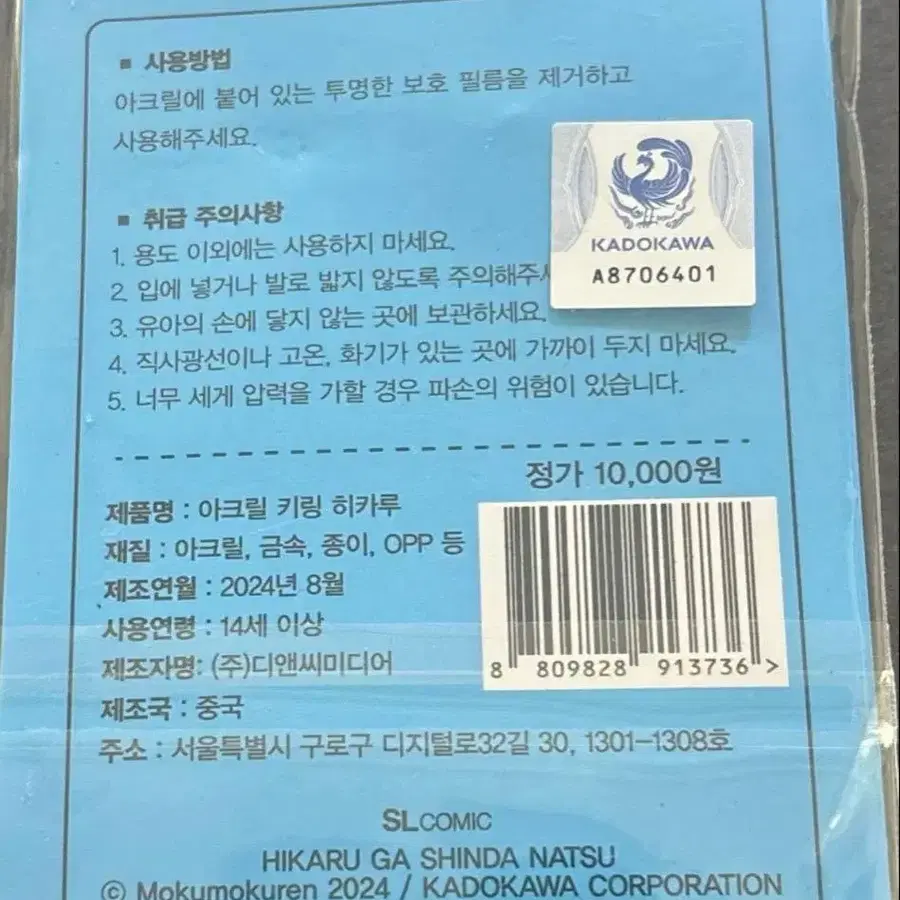 ■ 사용방법
아크릴에 붙어 있는 투명한 보호 필름을 제거하고
사용해주세요.
■ 취급 주의사항
1. 용도 이외에는 사용하지 마세요.
2. 입에 넣거나 발로 밟지 않도록 주의해주
3. 유아의 손에 닿지 않는 곳에 보관하세요.
4. 직사광선이나 고온, 화기가 있는 곳에 가까이 두지 마세요.
5. 너무 세게 압력을 가할 경우 파손의 위험이 있습니다.
KADOKAWA
A8706401
정가 10,000원
제품명 : 아크릴 키링 히카루
재질 : 아크릴, 금속, 종이, OPP 등
제조연월 : 2024년 8월
사용연령 : 14세 이상
제조자명: (주)디앤씨미디어
제조국 : 중국
주소 : 서울특별시 구로구 디지털로32길 30, 1301-1308호
8 809828 913736 >
SLCOMIC
HIKARU GA SHINDA NATSU
© Mokumokuren 2024 / KADOKAWA CORPORATION